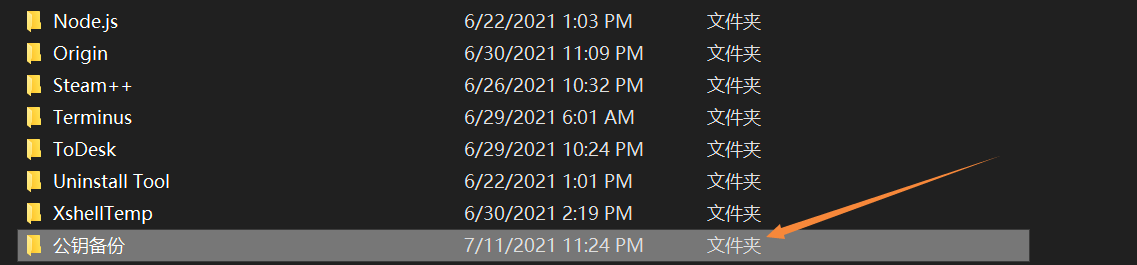 Node.js 6/22/2021 1:03 PM 文件夹
Origin 6/30/2021 11:09 PM 文件夹
Steam++ 6/26/2021 10:32 PM 文件夹
Terminus 6/29/2021 6:01 AM 文件夹
ToDesk 6/29/2021 10:24 PM 文件夹
Uninstall Tool 6/22/2021 1:01 PM 文件夹
XshellTemp 6/30/2021 2:19 PM 文件夹
公钥备份 7/11/2021 11:24 PM 文件夹